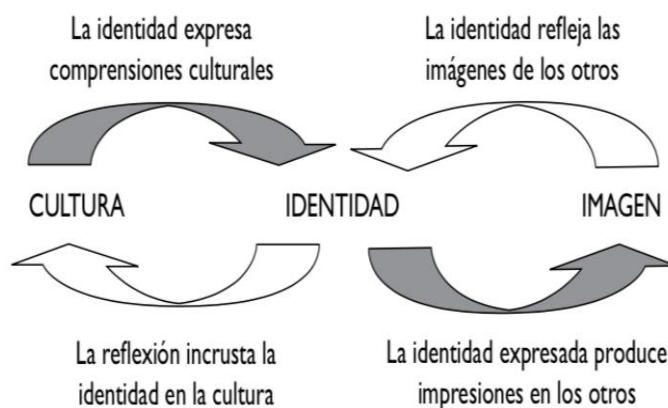 La identidad expresa
comprensiones culturales
La identidad refleja las
imágenes de los otros
CULTURA
IDENTIDAD
IMAGEN
La reflexión incrusta la
identidad en la cultura
La identidad expresada produce
impresiones en los otros